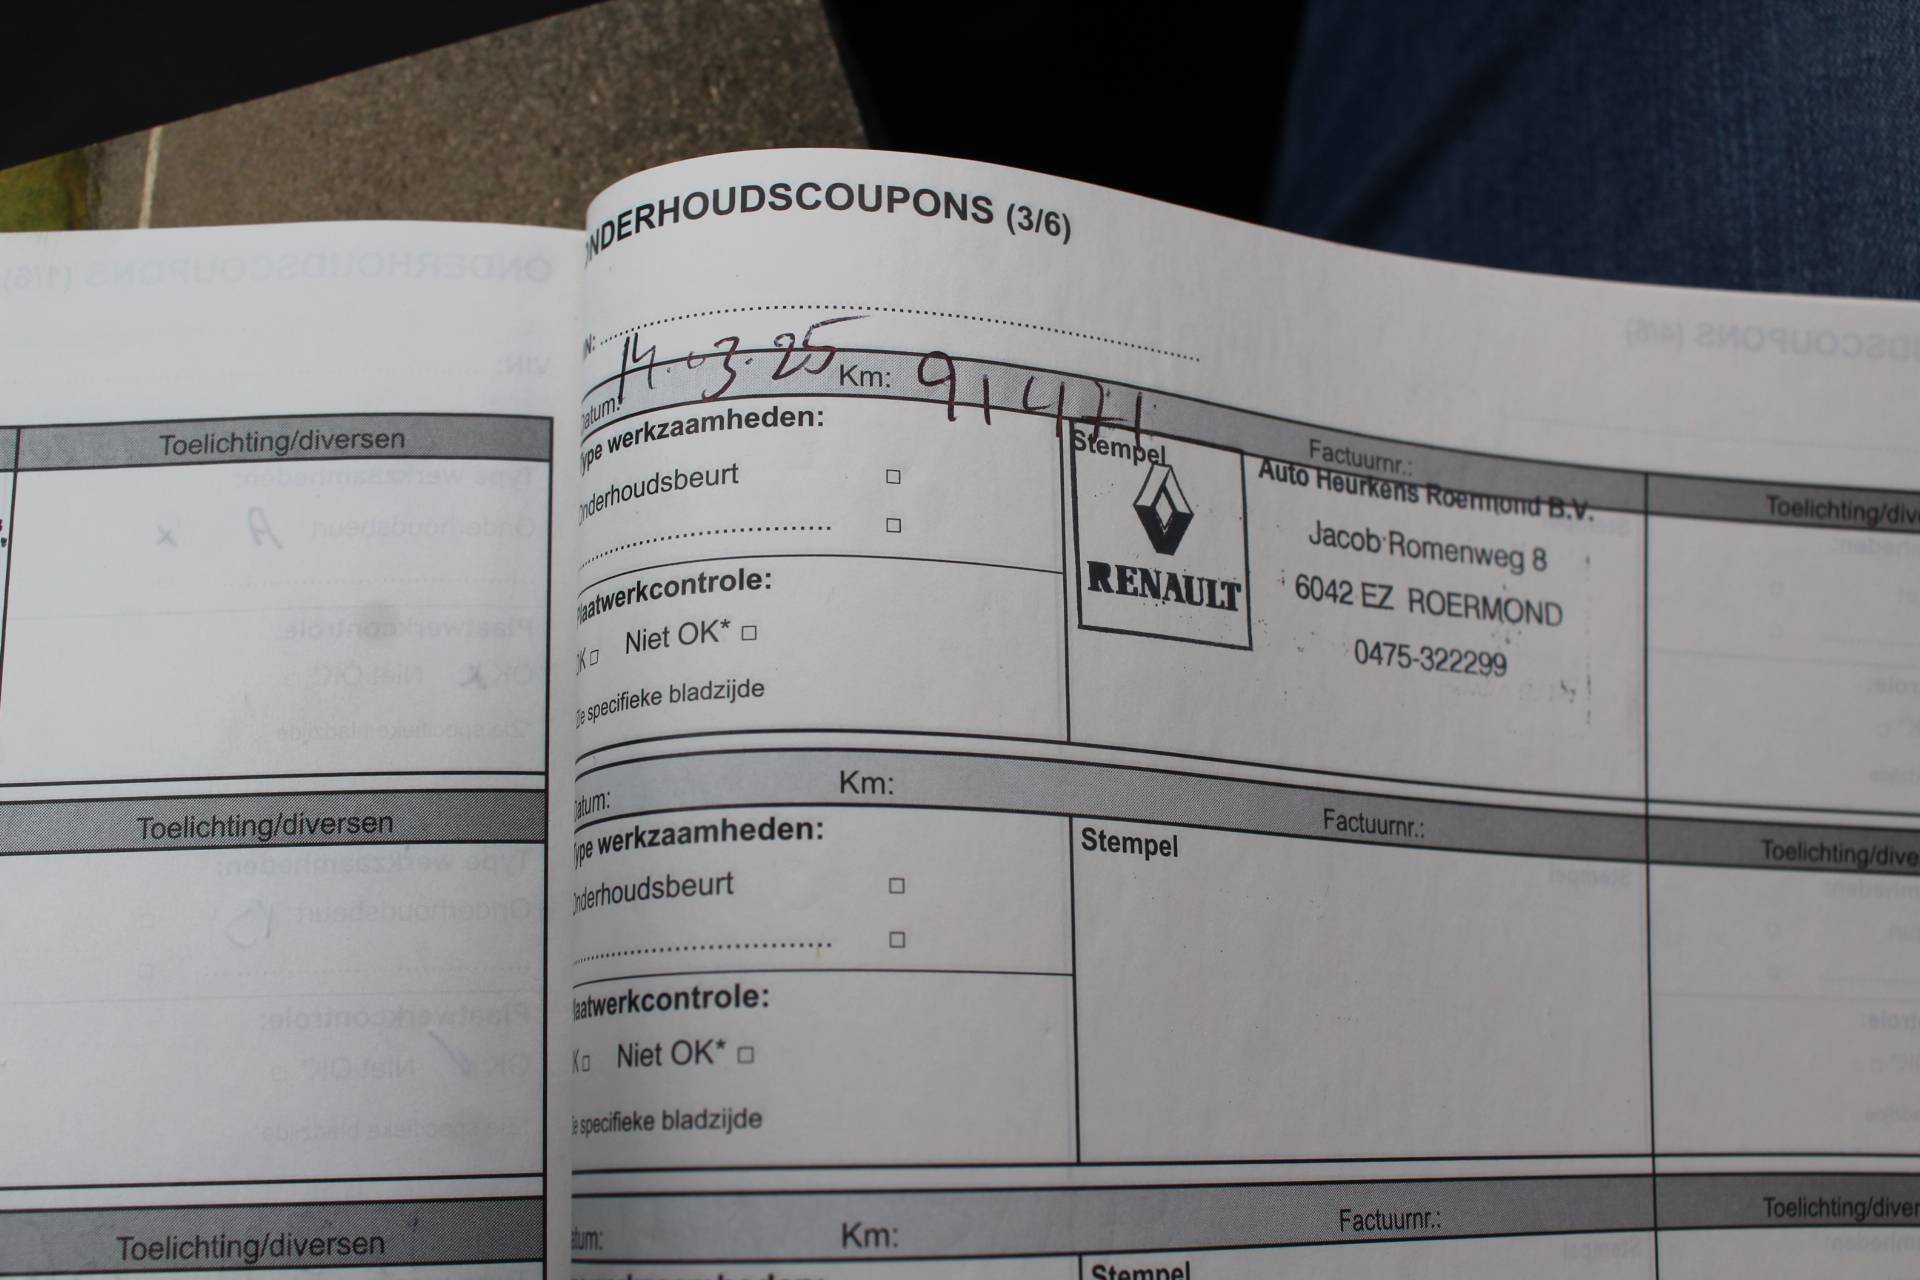 Toelichting/diversen
Toelichting/diversen
Toelichting/diversen
ONDERHOUDSCOUPONS (3/6)
14.03.25 Km: 91471
Factuurnr.:
Type werkzaamheden:
Onderhoudsbeurt
Plaatwerkcontrole:
OK Niet OK*
specifieke bladzijde
Stempel
RENAULT
Auto Heurkens Roermond B.V.
Jacob Romenweg 8
6042 EZ ROERMOND
0475-322299
Datum: Km:
Factuurnr.:
Type werkzaamheden:
Onderhoudsbeurt
Plaatwerkcontrole:
Niet OK*
specifieke bladzijde
Stempel
Km:
Factuurnr.:
Stempel